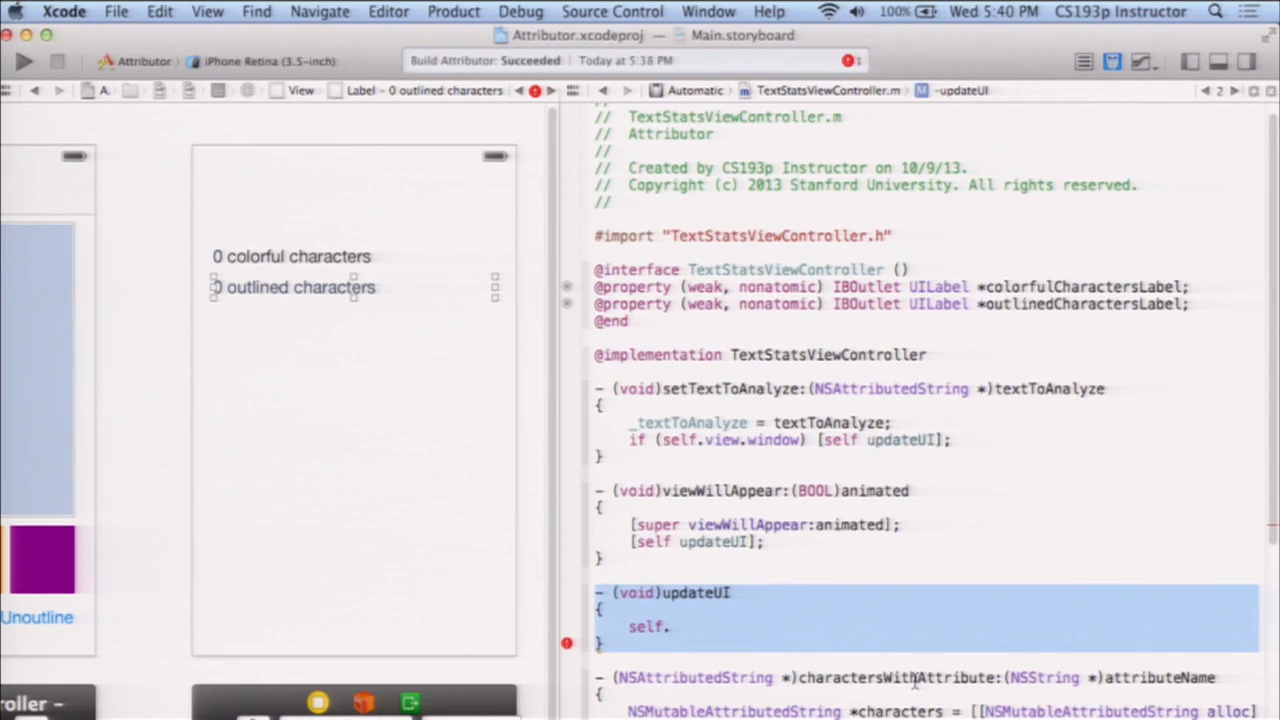 Xcode File Edit View Find Navigate Editor Product Debug Source Control Window Help 100% Wed 5:40 PM CS193p Instructor
Attributor.xcodeproj — Main.storyboard
Attributor iPhone Retina (3.5-inch) Build Attributor: Succeeded Today at 5:38 PM 1
A. View Label – 0 outlined characters Automatic TextStatsViewController.m -updateUI 2
0 colorful characters
0 outlined characters
Unoutline
//
// TextStatsViewController.m
// Attributor
//
// Created by CS193p Instructor on 10/9/13.
// Copyright (c) 2013 Stanford University. All rights reserved.
//
#import "TextStatsViewController.h"
@interface TextStatsViewController ()
@property (weak, nonatomic) IBOutlet UILabel *colorfulCharactersLabel;
@property (weak, nonatomic) IBOutlet UILabel *outlinedCharactersLabel;
@end
@implementation TextStatsViewController
- (void)setTextToAnalyze:(NSAttributedString *)textToAnalyze
{
_textToAnalyze = textToAnalyze;
if (self.view.window) [self updateUI];
}
- (void)viewWillAppear:(BOOL)animated
{
[super viewWillAppear:animated];
[self updateUI];
}
- (void)updateUI
{
self.
}
- (NSAttributedString *)charactersWithAttribute:(NSString *)attributeName
{
NSMutableAttributedString *characters = [[NSMutableAttributedString alloc]